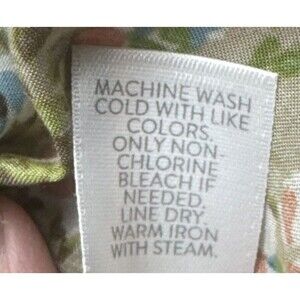 MACHINE WASH
COLD WITH LIKE
COLORS.
ONLY NON-
CHLORINE
BLEACH IF
NEEDED.
LINE DRY.
WARM IRON
WITH STEAM.